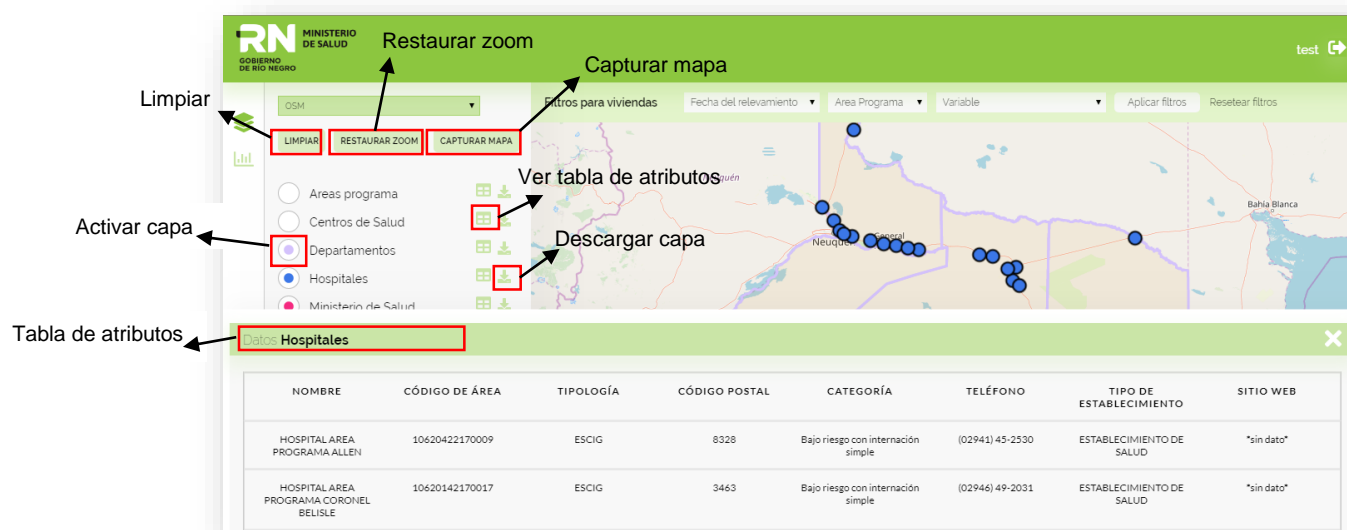 RN MINISTERIO
DE SALUD
GOBIERNO
DE RÍO NEGRO
Restaurar zoom
Capturar mapa
test
Limpiar
OSM
Filtros para viviendas
Fecha del relevamiento
Area Programa
Variable
Aplicar filtros
Resetear filtros
LIMPIAR
RESTAURAR ZOOM
CAPTURAR MAPA
Ver tabla de atributos
Areas programa
Bahía Blanca
Centros de Salud
Activar capa
Descargar capa
Departamentos
General
Neuquén
Hospitales
Ministerio de Salud
Tabla de atributos
Datos Hospitales
NOMBRE CÓDIGO DE ÁREA TIPOLOGÍA CÓDIGO POSTAL CATEGORÍA TELÉFONO TIPO DE SITIO WEB
ESTABLECIMIENTO
HOSPITAL AREA 10620422170009 ESCIG 8328 Bajo riesgo con internación (02941) 45-2530 ESTABLECIMIENTO DE *sin dato*
PROGRAMA ALLEN simple SALUD
HOSPITAL AREA 10620142170017 ESCIG 3463 Bajo riesgo con internación (02946) 49-2031 ESTABLECIMIENTO DE *sin dato*
PROGRAMA CORONEL simple SALUD
BELISLE